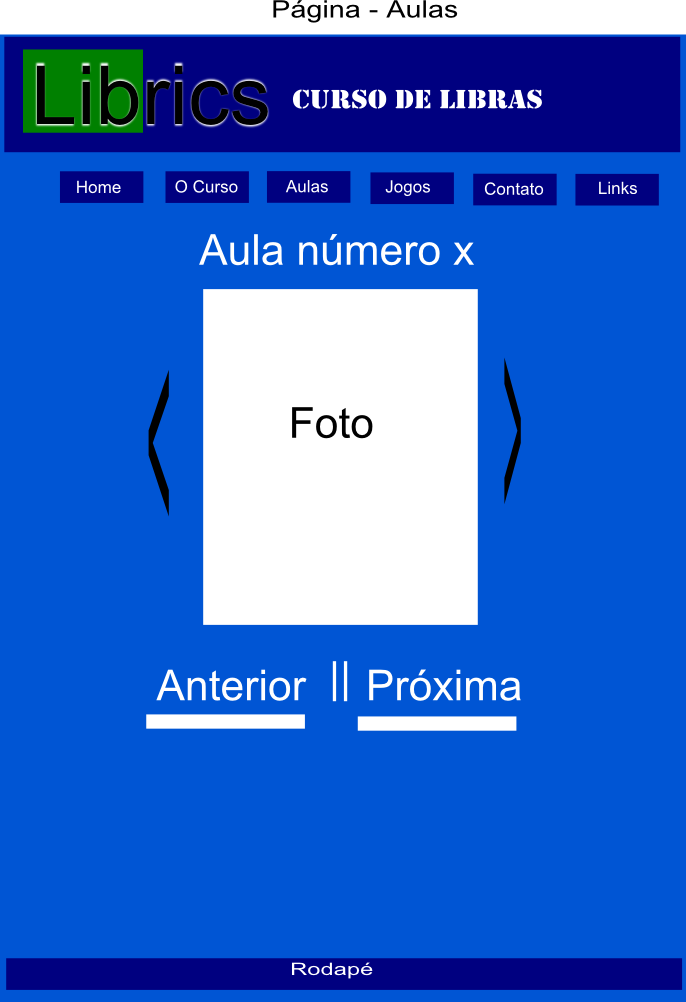 Página - Aulas
Librics CURSO DE LIBRAS
Home O Curso Aulas Jogos Contato Links
Aula número x
Foto
Anterior || Próxima
Rodapé